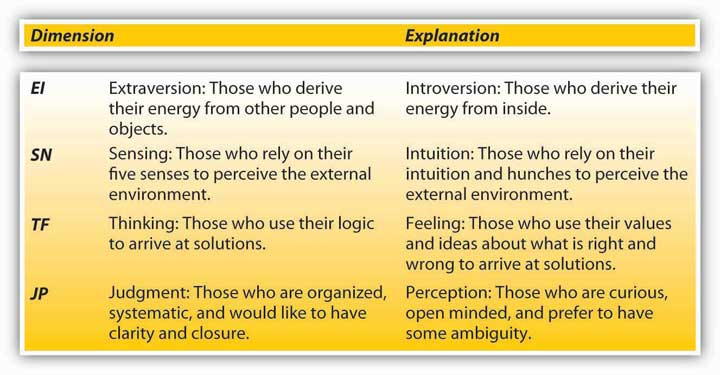 Dimension Explanation
EI Extraversion: Those who derive Introversion: Those who derive their
their energy from other people and energy from inside.
objects.
SN Sensing: Those who rely on their Intuition: Those who rely on their
five senses to perceive the external intuition and hunches to perceive the
environment. external environment.
TF Thinking: Those who use their logic Feeling: Those who use their values
to arrive at solutions. and ideas about what is right and
wrong to arrive at solutions.
JP Judgment: Those who are organized, Perception: Those who are curious,
systematic, and would like to have open minded, and prefer to have
clarity and closure. some ambiguity.